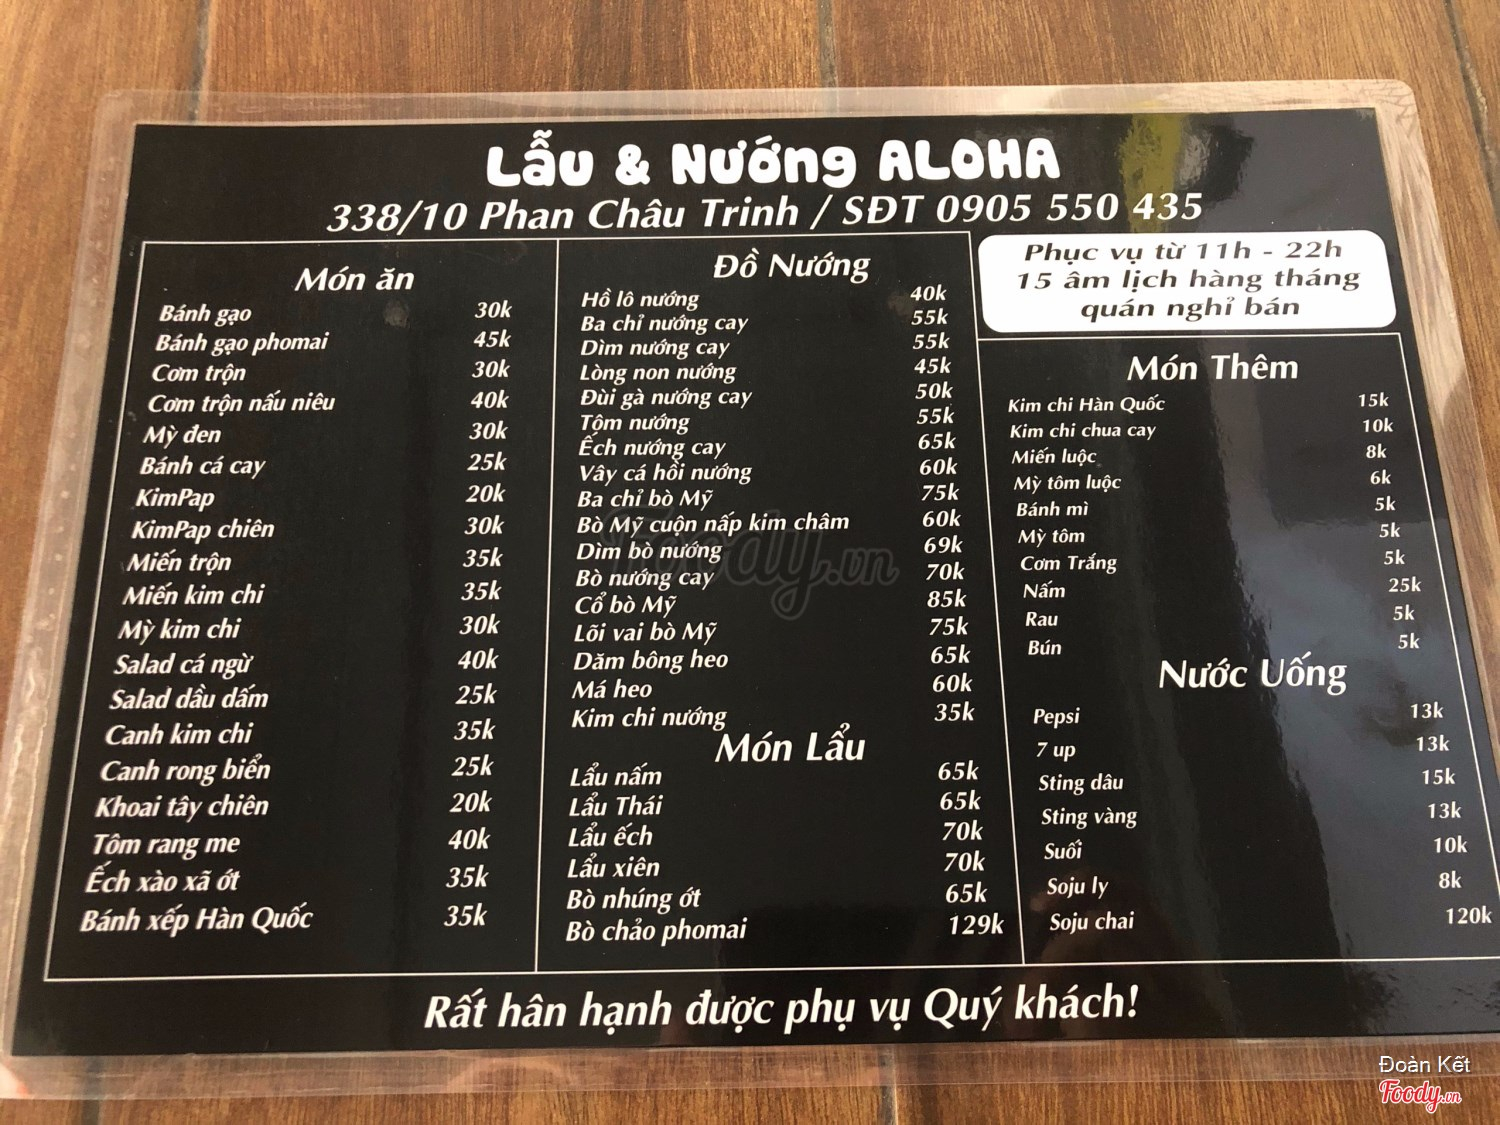 Lẫu & Nướng ALOHA
338/10 Phan Châu Trinh / SĐT 0905 550 435
Món ăn
Bánh gạo 30k
Bánh gạo phomai 45k
Cơm trộn 30k
Cơm trộn nấu niêu 40k
Mỳ đen 30k
Bánh cá cay 25k
KimPap 20k
KimPap chiên 30k
Miến trộn 35k
Miến kim chi 35k
Mỳ kim chi 30k
Salad cá ngừ 40k
Salad dầu dấm 25k
Canh kim chi 35k
Canh rong biển 25k
Khoai tây chiên 20k
Tôm rang me 40k
Ếch xào xã ớt 35k
Bánh xếp Hàn Quốc 35k
Đồ Nướng
Hồ lô nướng 40k
Ba chỉ nướng cay 55k
Dìm nướng cay 55k
Lòng non nướng 45k
Đùi gà nướng cay 50k
Tộm nướng 55k
Ếch nướng cay 65k
Vây cá hồi nướng 60k
Ba chỉ bò Mỹ 75k
Bò Mỹ cuộn nấp kim châm 60k
Dìm bò nướng 69k
Bò nướng cay 70k
Cổ bò Mỹ 85k
Lõi vai bò Mỹ 75k
Dăm bông heo 65k
Má heo 60k
Kim chi nướng 35k
Món Lẩu
Lẩu nấm 65k
Lẩu Thái 65k
Lẩu ếch 70k
Lẩu xiên 70k
Bò nhúng ớt 65k
Bò chảo phomai 129k
Phục vụ từ 11h - 22h
15 âm lịch hàng tháng
quán nghỉ bán
Món Thêm
Kim chi Hàn Quốc 15k
Kim chi chua cay 10k
Miến luộc 8k
Mỳ tôm luộc 6k
Bánh mì 5k
Mỳ tôm 5k
Cơm Trắng 5k
Nấm 25k
Rau 5k
Bún 5k
Nước Uống
Pepsi 13k
7 up 13k
Sting dâu 15k
Sting vàng 13k
Suối 10k
Soju ly 8k
Soju chai 120k
Rất hân hạnh được phụ vụ Quý khách!
Foody.vn
Đoàn Kết
Foody.vn